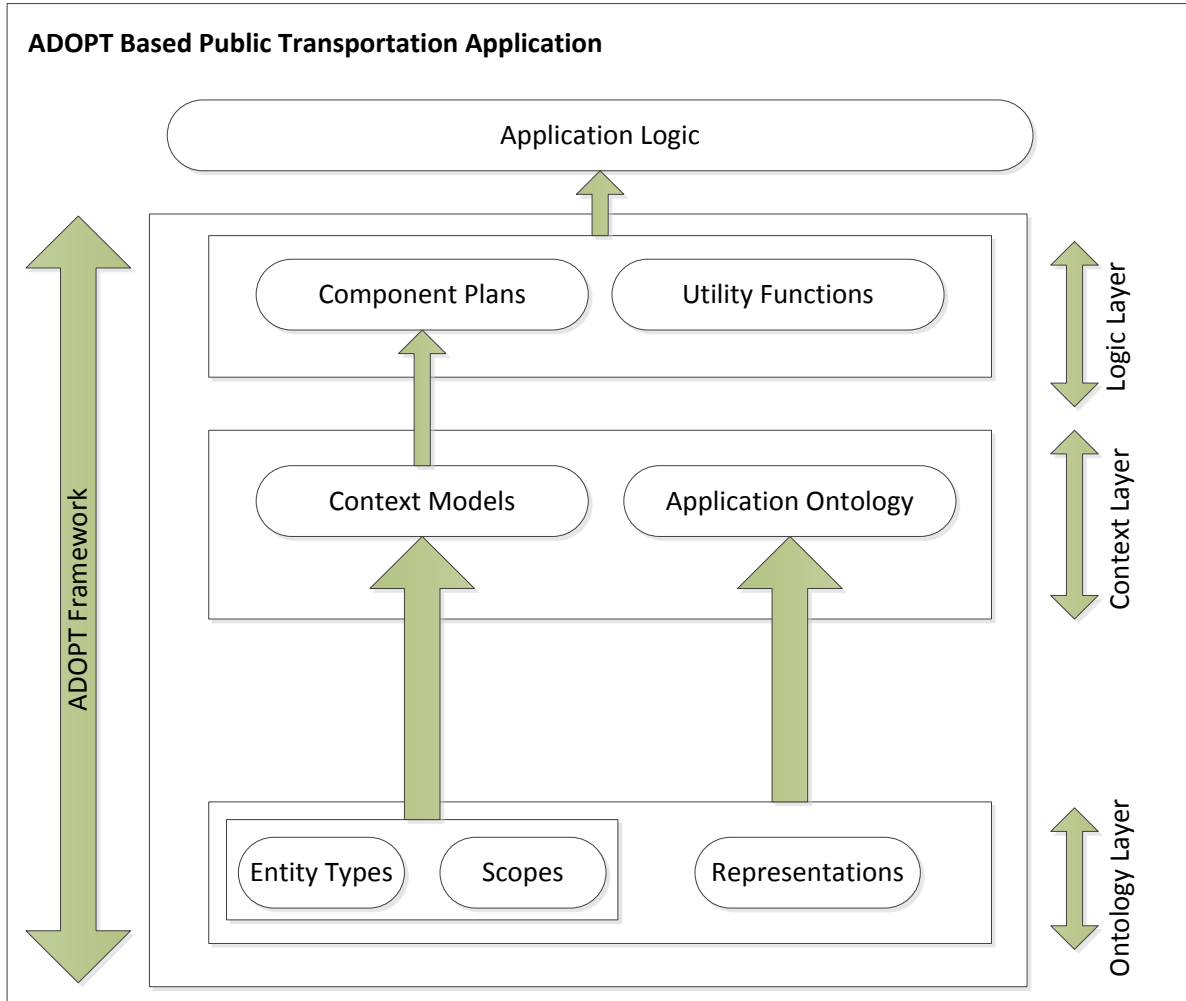 ADOPT Based Public Transportation Application
Application Logic
Component Plans
Utility Functions
Logic Layer
Context Models
Application Ontology
Context Layer
ADOPT Framework
Entity Types
Scopes
Representations
Ontology Layer